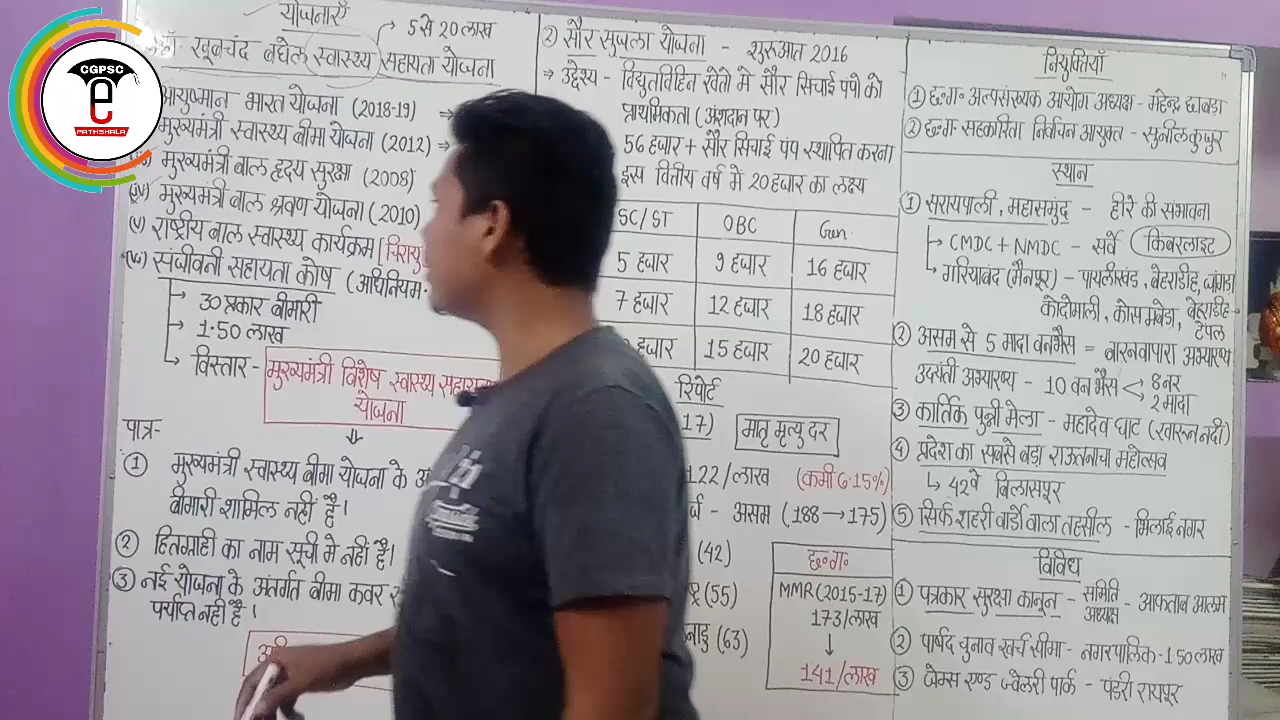 CGPSC
e
PATHSHALA
योजनाएँ
→ 5 से 20 लाख
डॉ खूबचंद बघेल स्वास्थ्य सहायता योजना
आयुष्मान भारत योजना (2018-19) ⇒
मुख्यमंत्री स्वास्थ्य बीमा योजना (2012) ⇒
मुख्यमंत्री बाल हृदय सुरक्षा (2008)
(iv) मुख्यमंत्री बाल श्रवण योजना (2010)
(v) राष्ट्रीय बाल स्वास्थ्य कार्यक्रम [चिरायु
(vi) संजीवनी सहायता कोष (अधिनियम
→ 30 प्रकार बीमारी
→ 1.50 लाख
→ विस्तार - मुख्यमंत्री विशेष स्वास्थ्य सहायता
योजना
पात्र-
① मुख्यमंत्री स्वास्थ्य बीमा योजना के
बीमारी शामिल नहीं है।
② हितग्राही का नाम सूची मे नहीं है।
③ नई योजना के अंतर्गत बीमा कवर
पर्याप्त नहीं है।
② सौर सुजला योजना - शुरुआत 2016
⇒ उद्देश्य - विद्युतविहिन खेतो मे सौर सिचाई पंपो को
प्राथमिकता (अंशदान पर)
56 हजार + सौर सिचाई पंप स्थापित करना
इस वित्तीय वर्ष मे 20 हजार का लक्ष्य
SC/ST OBC Gen
5 हजार 9 हजार 16 हजार
7 हजार 12 हजार 18 हजार
हजार 15 हजार 20 हजार
रिपोर्ट
17) मातृ मृत्यु दर
122/लाख (कमी 6.15%)
- असम (188 → 175)
(42)
(55)
(63)
छ०ग०
MMR (2015-17)
173/लाख
↓
141/लाख
नियुक्तियाँ
① छ०ग० अल्पसंख्यक आयोग अध्यक्ष - महेन्द्र छाबड़ा
② छ०ग सहकारिता निर्वाचन आयुक्त - सुनील कुजुर
स्थान
① सरायपाली, महासमुंद - हीरे की संभावना
→ CMDC + NMDC - सर्वे किंबरलाइट
→ गरियाबंद (मैनपुर) - पायलीखंड, बेहराडीह, जांगडा
कोदोमाली, कोसमबेडा, बेहराडीह
टेंपल
② असम से 5 मादा वनभैस = बारनवापारा अभ्यारण्य
उदयंती अभ्यारण्य - 10 वन भैस < 8 नर
2 मादा
③ कार्तिक पुन्नी मेला - महादेव घाट (खारुन नदी)
④ प्रदेश का सबसे बड़ा राऊतनाचा महोत्सव
↳ 42वे बिलासपुर
⑤ सिर्फ शहरी वार्डो वाला तहसील - भिलाई नगर
विविध
① पत्रकार सुरक्षा कानून - समिति अध्यक्ष - आफताब आलम
② पार्षद चुनाव खर्च सीमा - नगरपालिक - 1.50 लाख
③ जेम्स एण्ड ज्वेलरी पार्क - पंडरी रायपुर